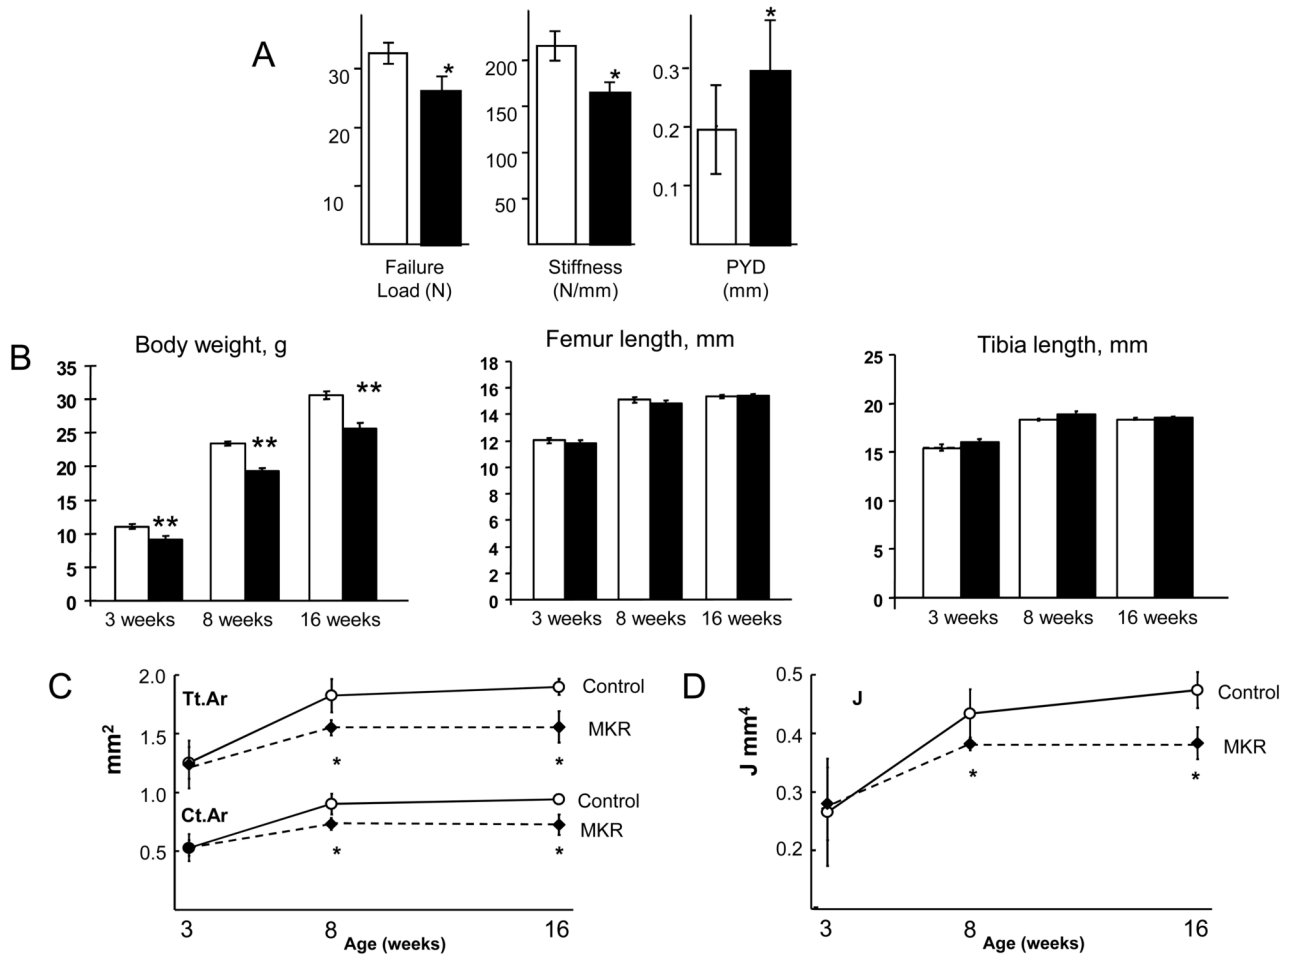 A
30
20
10
*
Failure
Load (N)
200
150
100
50
*
Stiffness
(N/mm)
0.3
0.2
0.1
*
PYD
(mm)
B
Body weight, g
35
30
25
20
15
10
5
0
**
**
**
3 weeks 8 weeks 16 weeks
Femur length, mm
18
16
14
12
10
8
6
4
2
0
3 weeks 8 weeks 16 weeks
Tibia length, mm
25
20
15
10
5
0
3 weeks 8 weeks 16 weeks
C
mm²
2.0
1.5
1.0
0.5
Tt.Ar
Control
MKR
* *
Ct.Ar
Control
MKR
* *
3 8 16
Age (weeks)
D
J mm⁴
0.5
0.4
0.3
0.2
J
Control
MKR
* *
3 8 16
Age (weeks)